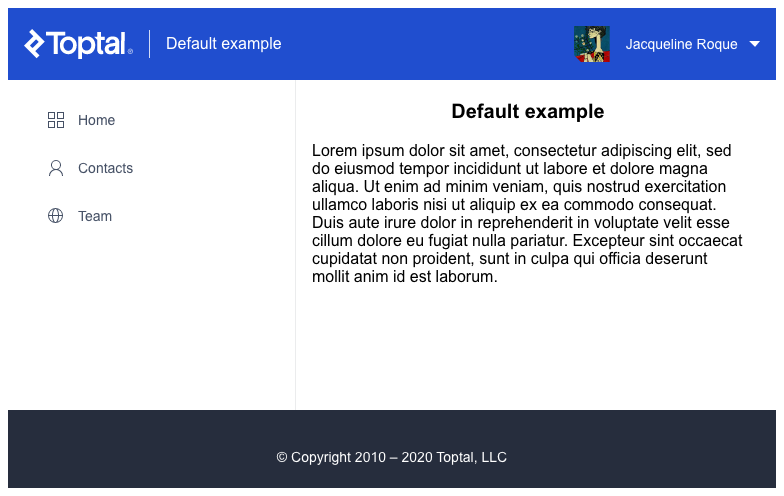 Toptal®
Default example
Jacqueline Roque
Home
Contacts
Team
Default example
Lorem ipsum dolor sit amet, consectetur adipiscing elit, sed
do eiusmod tempor incididunt ut labore et dolore magna
aliqua. Ut enim ad minim veniam, quis nostrud exercitation
ullamco laboris nisi ut aliquip ex ea commodo consequat.
Duis aute irure dolor in reprehenderit in voluptate velit esse
cillum dolore eu fugiat nulla pariatur. Excepteur sint occaecat
cupidatat non proident, sunt in culpa qui officia deserunt
mollit anim id est laborum.
© Copyright 2010 – 2020 Toptal, LLC